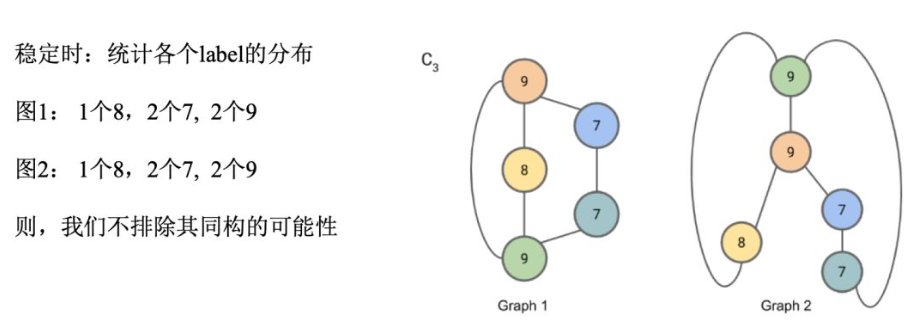 稳定时：统计各个label的分布
图1： 1个8，2个7, 2个9
图2： 1个8，2个7, 2个9
则，我们不排除其同构的可能性
C3
9
7
8
7
9
Graph 1
9
9
7
8
7
Graph 2